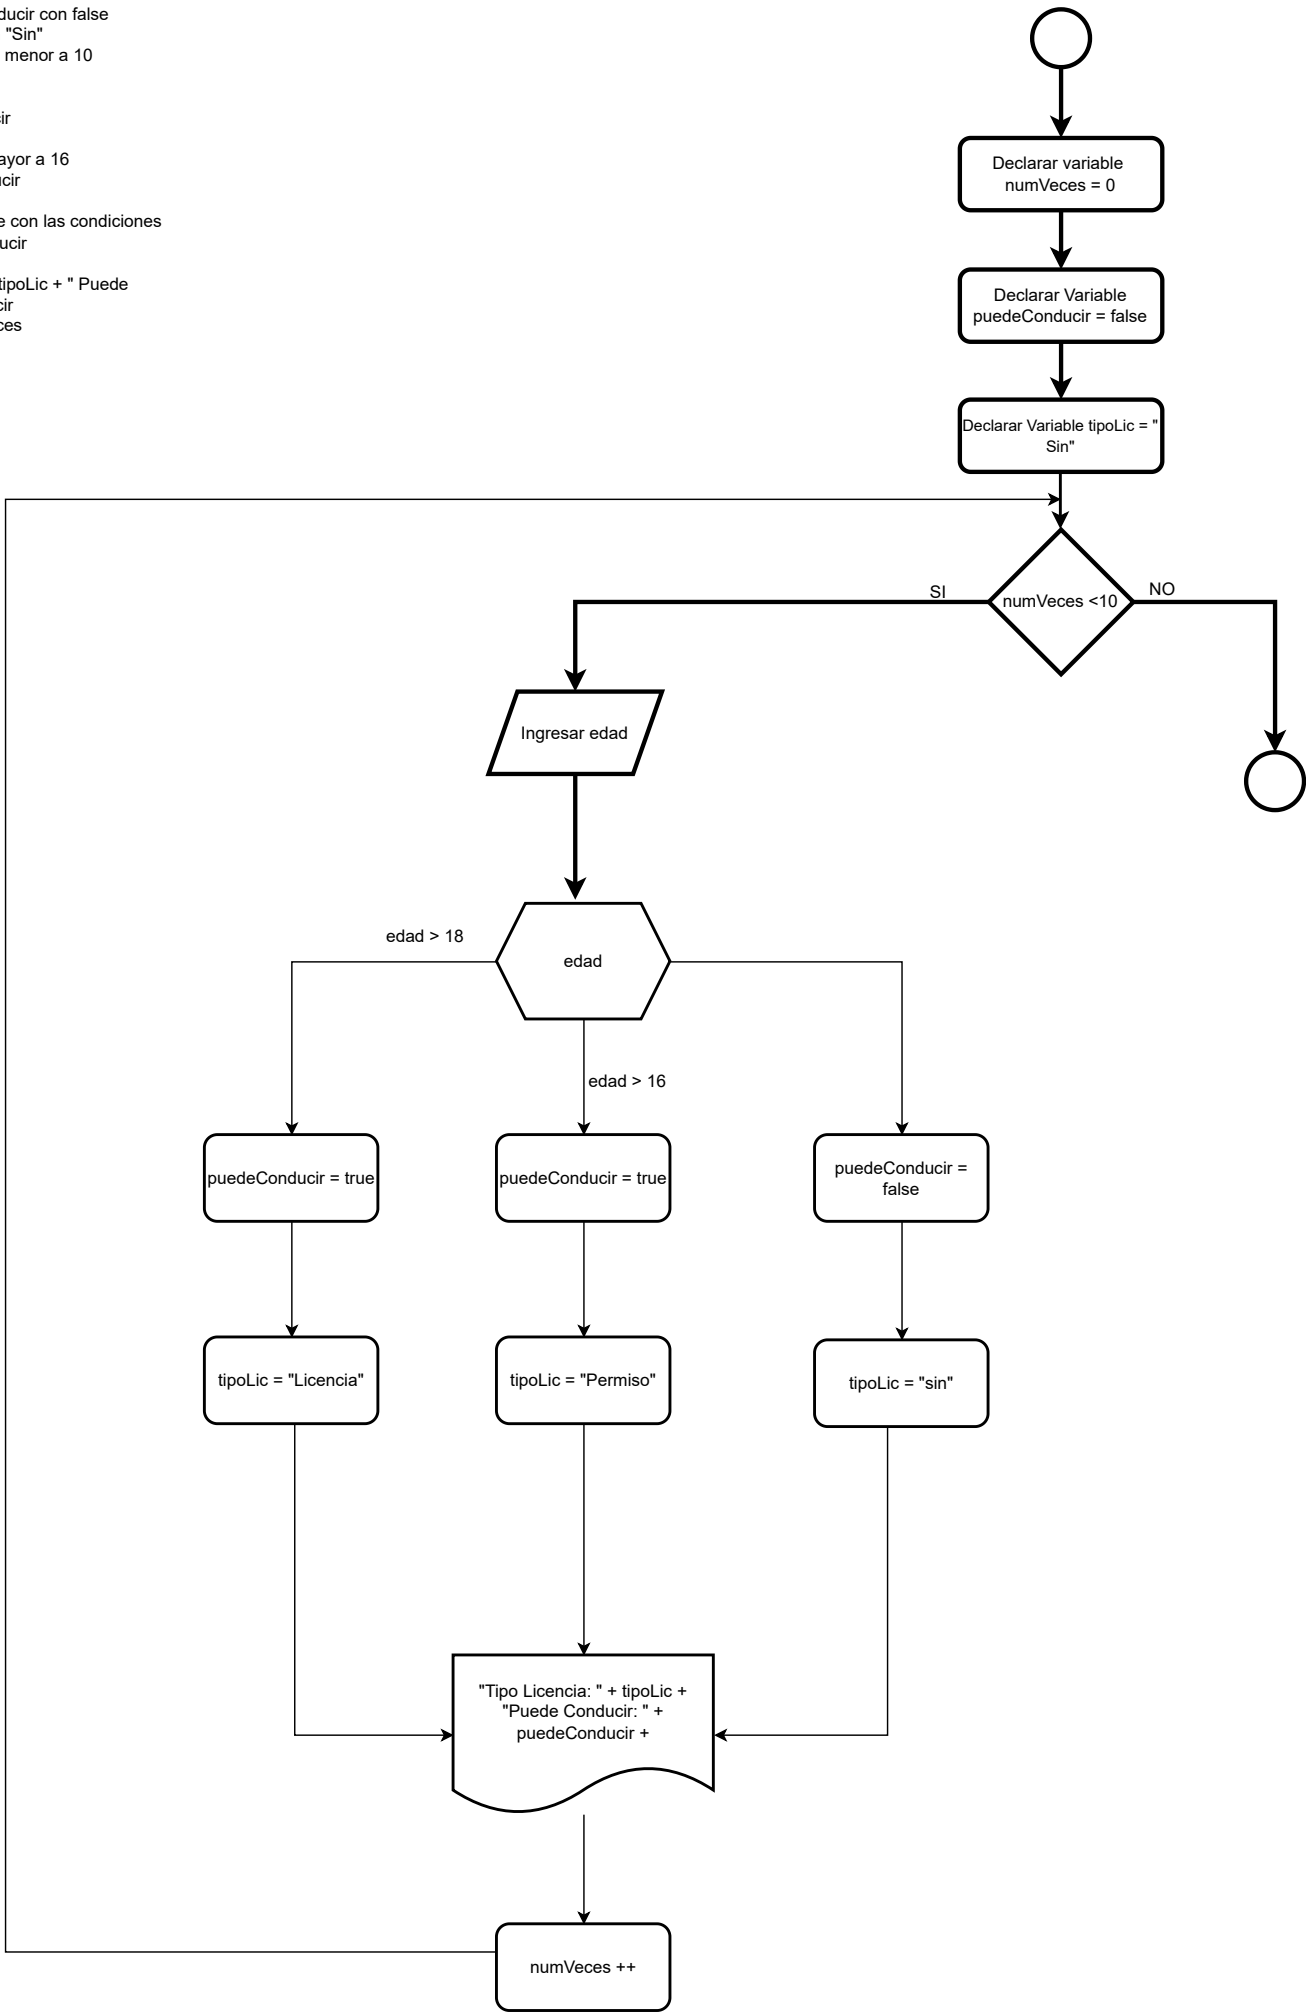 ducir con false
"Sin"
menor a 10
cir
ayor a 16
ucir
e con las condiciones
ucir
tipoLic + " Puede
cir
ces
Declarar variable
numVeces = 0
Declarar Variable
puedeConducir = false
Declarar Variable tipoLic = "
Sin"
numVeces <10
SI
NO
Ingresar edad
edad
edad > 18
edad > 16
puedeConducir = true
puedeConducir = true
puedeConducir =
false
tipoLic = "Licencia"
tipoLic = "Permiso"
tipoLic = "sin"
"Tipo Licencia: " + tipoLic +
"Puede Conducir: " +
puedeConducir +
numVeces ++